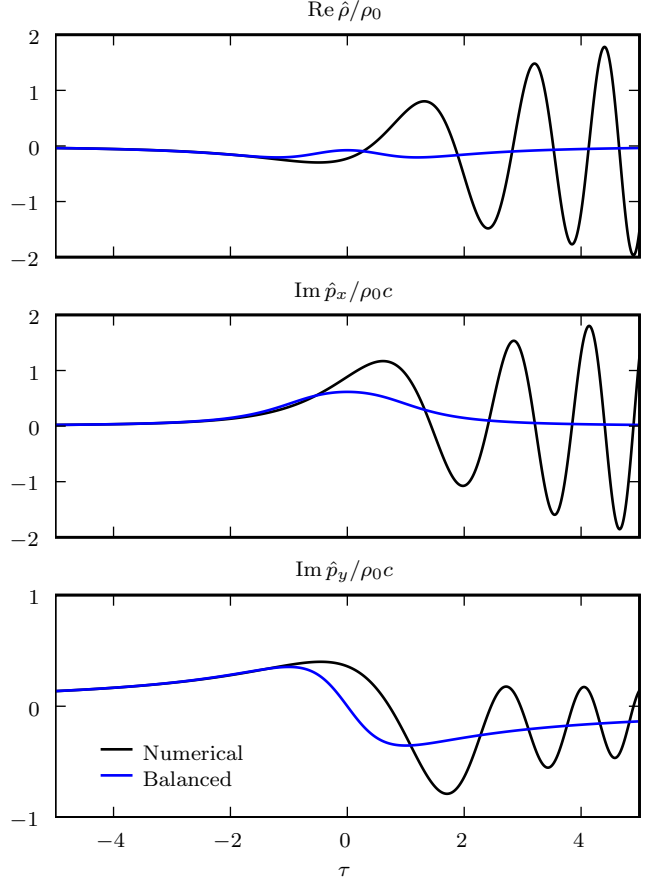 Re ρ̂/ρ₀
2
1
0
−1
−2
Im p̂ₓ/ρ₀c
2
1
0
−1
−2
Im p̂_y/ρ₀c
1
0
−1
Numerical
Balanced
−4 −2 0 2 4
τ